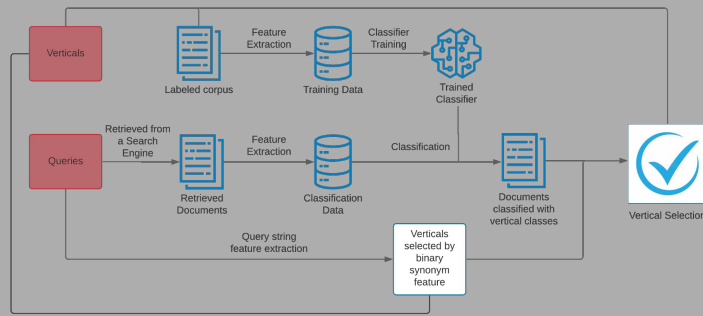 Verticals
Feature
Extraction
Classifier
Training
Labeled corpus
Training Data
Trained
Classifier
Queries
Retrieved from
a Search
Engine
Feature
Extraction
Classification
Retrieved
Documents
Classification
Data
Documents
classified with
vertical classes
Vertical Selection
Query string
feature extraction
Verticals
selected by
binary
synonym
feature